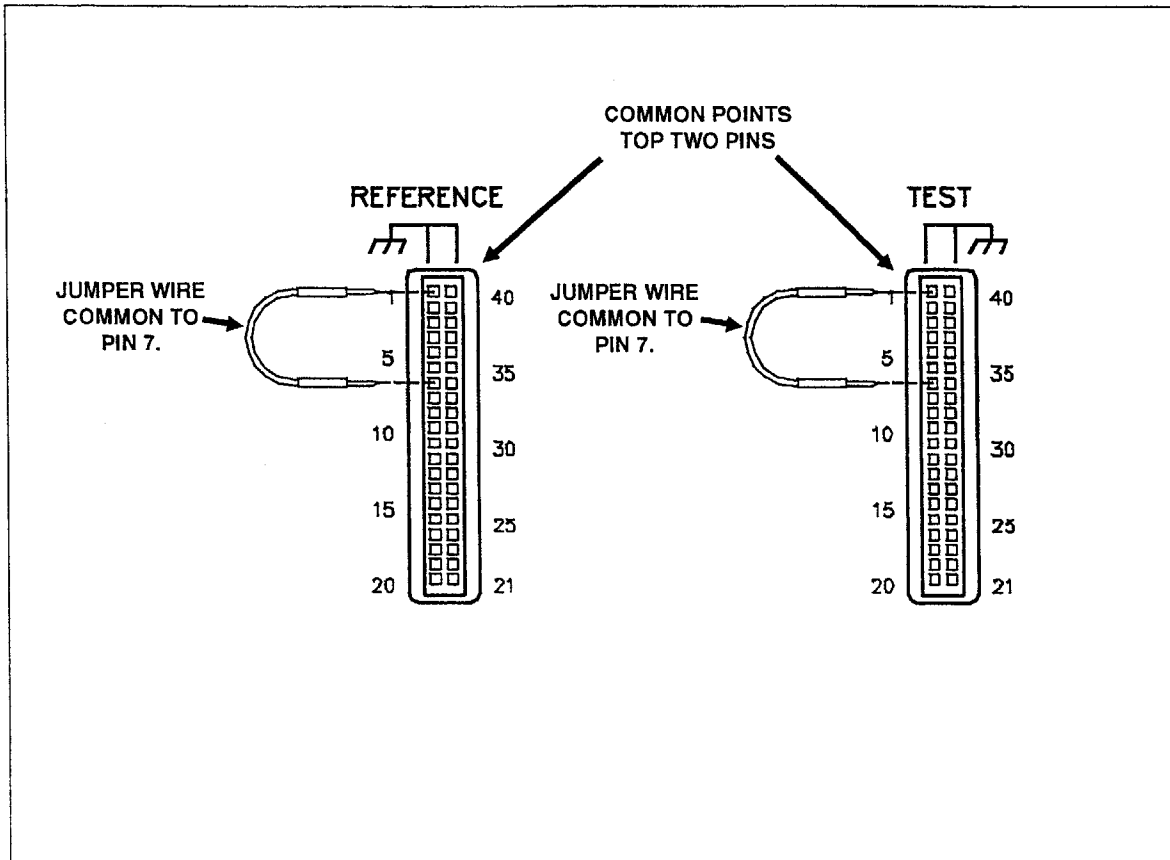 COMMON POINTS
TOP TWO PINS
REFERENCE
TEST
JUMPER WIRE
COMMON TO
PIN 7.
1
5
10
15
20
40
35
30
25
21
JUMPER WIRE
COMMON TO
PIN 7.
1
5
10
15
20
40
35
30
25
21